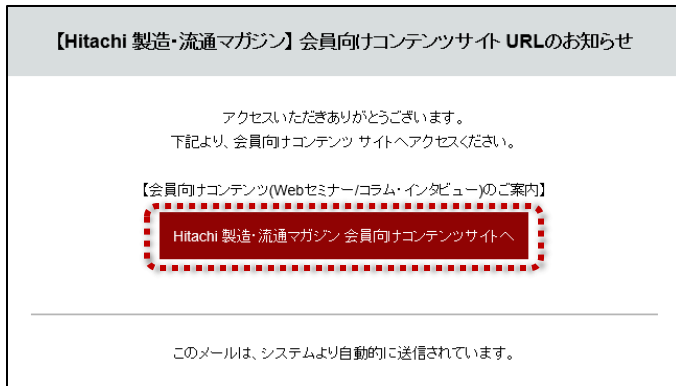 【Hitachi 製造・流通マガジン】 会員向けコンテンツサイト URLのお知らせ
アクセスいただきありがとうございます。
下記より、会員向けコンテンツ サイトへアクセスください。
【会員向けコンテンツ(Webセミナー/コラム・インタビュー)のご案内】
Hitachi 製造・流通マガジン 会員向けコンテンツサイトへ
このメールは、システムより自動的に送信されています。